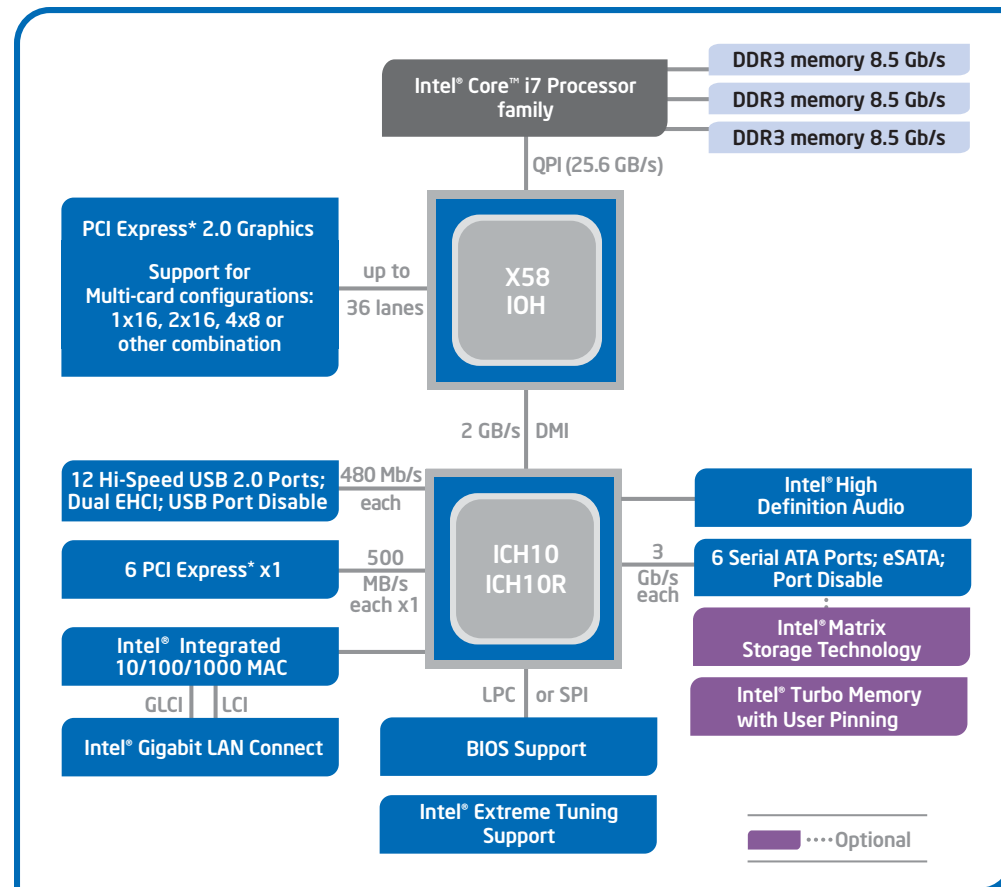 Intel® Core™ i7 Processor
family
DDR3 memory 8.5 Gb/s
DDR3 memory 8.5 Gb/s
DDR3 memory 8.5 Gb/s
QPI (25.6 GB/s)
PCI Express* 2.0 Graphics
Support for
Multi-card configurations:
1x16, 2x16, 4x8 or
other combination
up to
36 lanes
X58
IOH
2 GB/s DMI
12 Hi-Speed USB 2.0 Ports;
Dual EHCI; USB Port Disable
480 Mb/s
each
6 PCI Express* x1
500
MB/s
each x1
Intel® Integrated
10/100/1000 MAC
GLCI LCI
Intel® Gigabit LAN Connect
ICH10
ICH10R
Intel® High
Definition Audio
3
Gb/s
each
6 Serial ATA Ports; eSATA;
Port Disable
Intel® Matrix
Storage Technology
Intel® Turbo Memory
with User Pinning
LPC or SPI
BIOS Support
Intel® Extreme Tuning
Support
····Optional